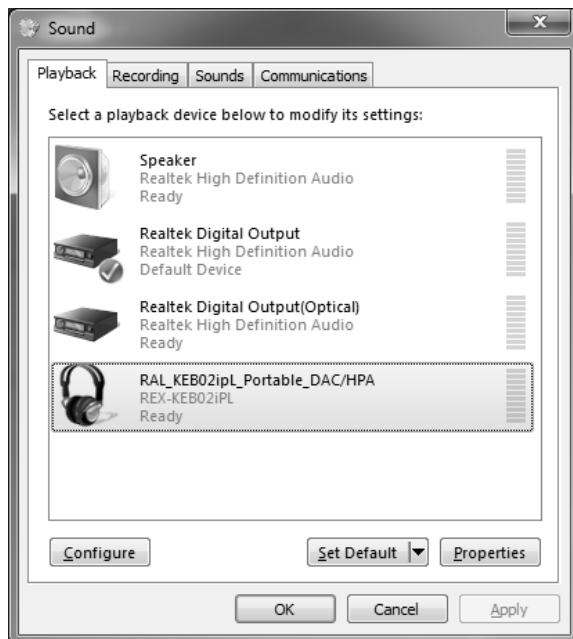 Sound
Playback Recording Sounds Communications
Select a playback device below to modify its settings:
Speaker
Realtek High Definition Audio
Ready
Realtek Digital Output
Realtek High Definition Audio
Default Device
Realtek Digital Output(Optical)
Realtek High Definition Audio
Ready
RAL_KEB02ipL_Portable_DAC/HPA
REX-KEB02iPL
Ready
Configure Set Default Properties
OK Cancel Apply